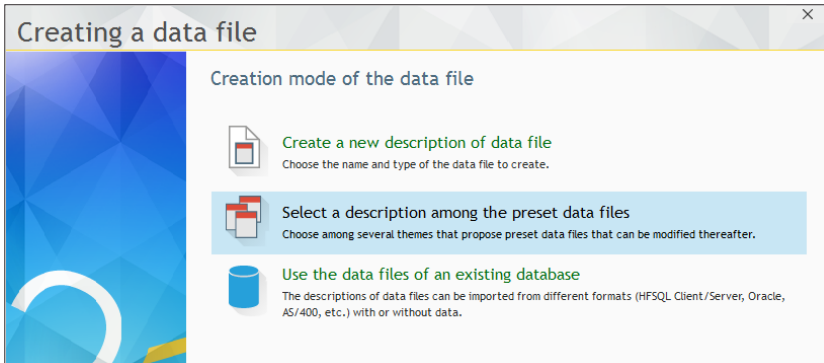 Creating a data file
Creation mode of the data file
Create a new description of data file
Choose the name and type of the data file to create.
Select a description among the preset data files
Choose among several themes that propose preset data files that can be modified thereafter.
Use the data files of an existing database
The descriptions of data files can be imported from different formats (HFSQL Client/Server, Oracle,
AS/400, etc.) with or without data.